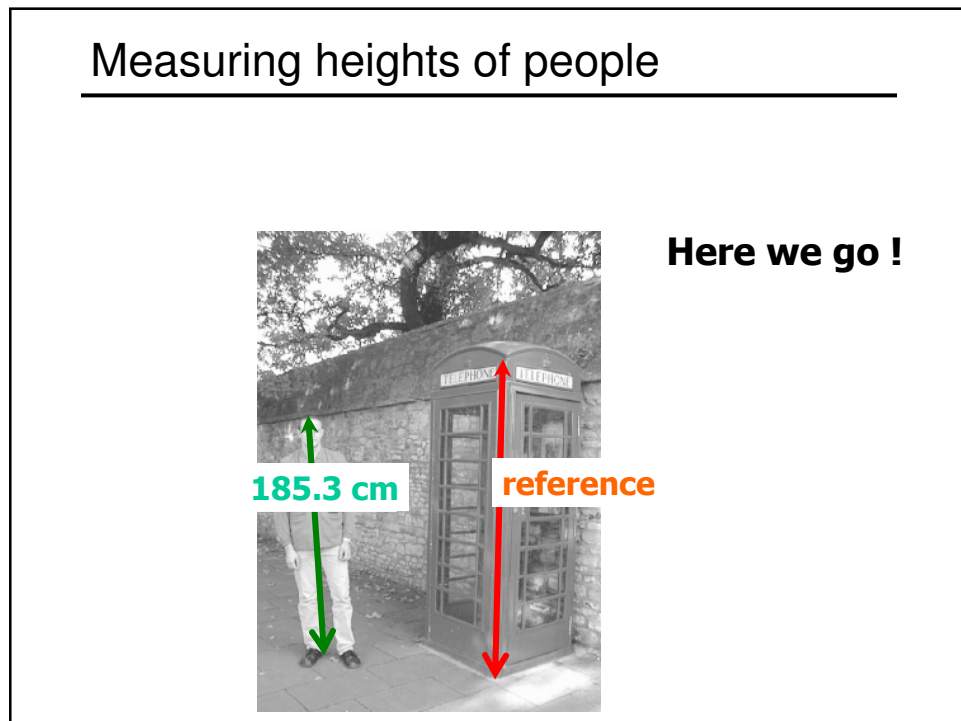 Measuring heights of people
Here we go !
TELEPHONE TELEPHONE
185.3 cm
reference